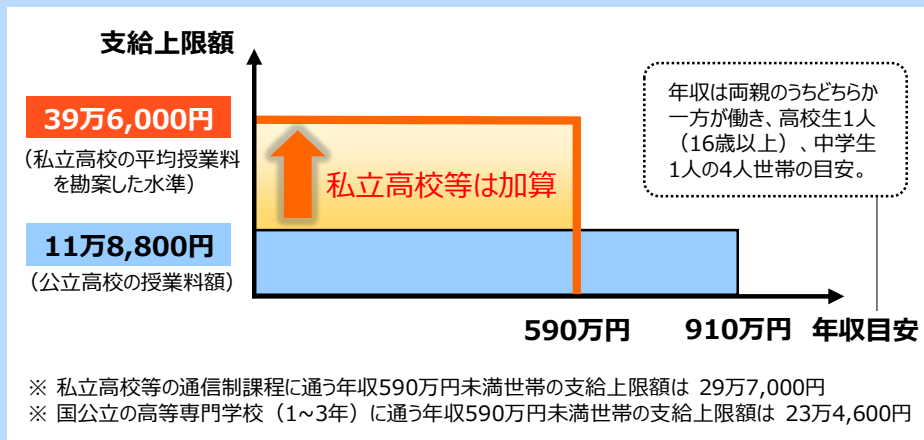 支給上限額
39万6,000円
（私立高校の平均授業料
を勘案した水準）
私立高校等は加算
11万8,800円
（公立高校の授業料額）
年収は両親のうちどちらか
一方が働き、高校生1人
（16歳以上）、中学生
1人の4人世帯の目安。
590万円
910万円
年収目安
※ 私立高校等の通信制課程に通う年収590万円未満世帯の支給上限額は 29万7,000円
※ 国公立の高等専門学校（1~3年）に通う年収590万円未満世帯の支給上限額は 23万4,600円